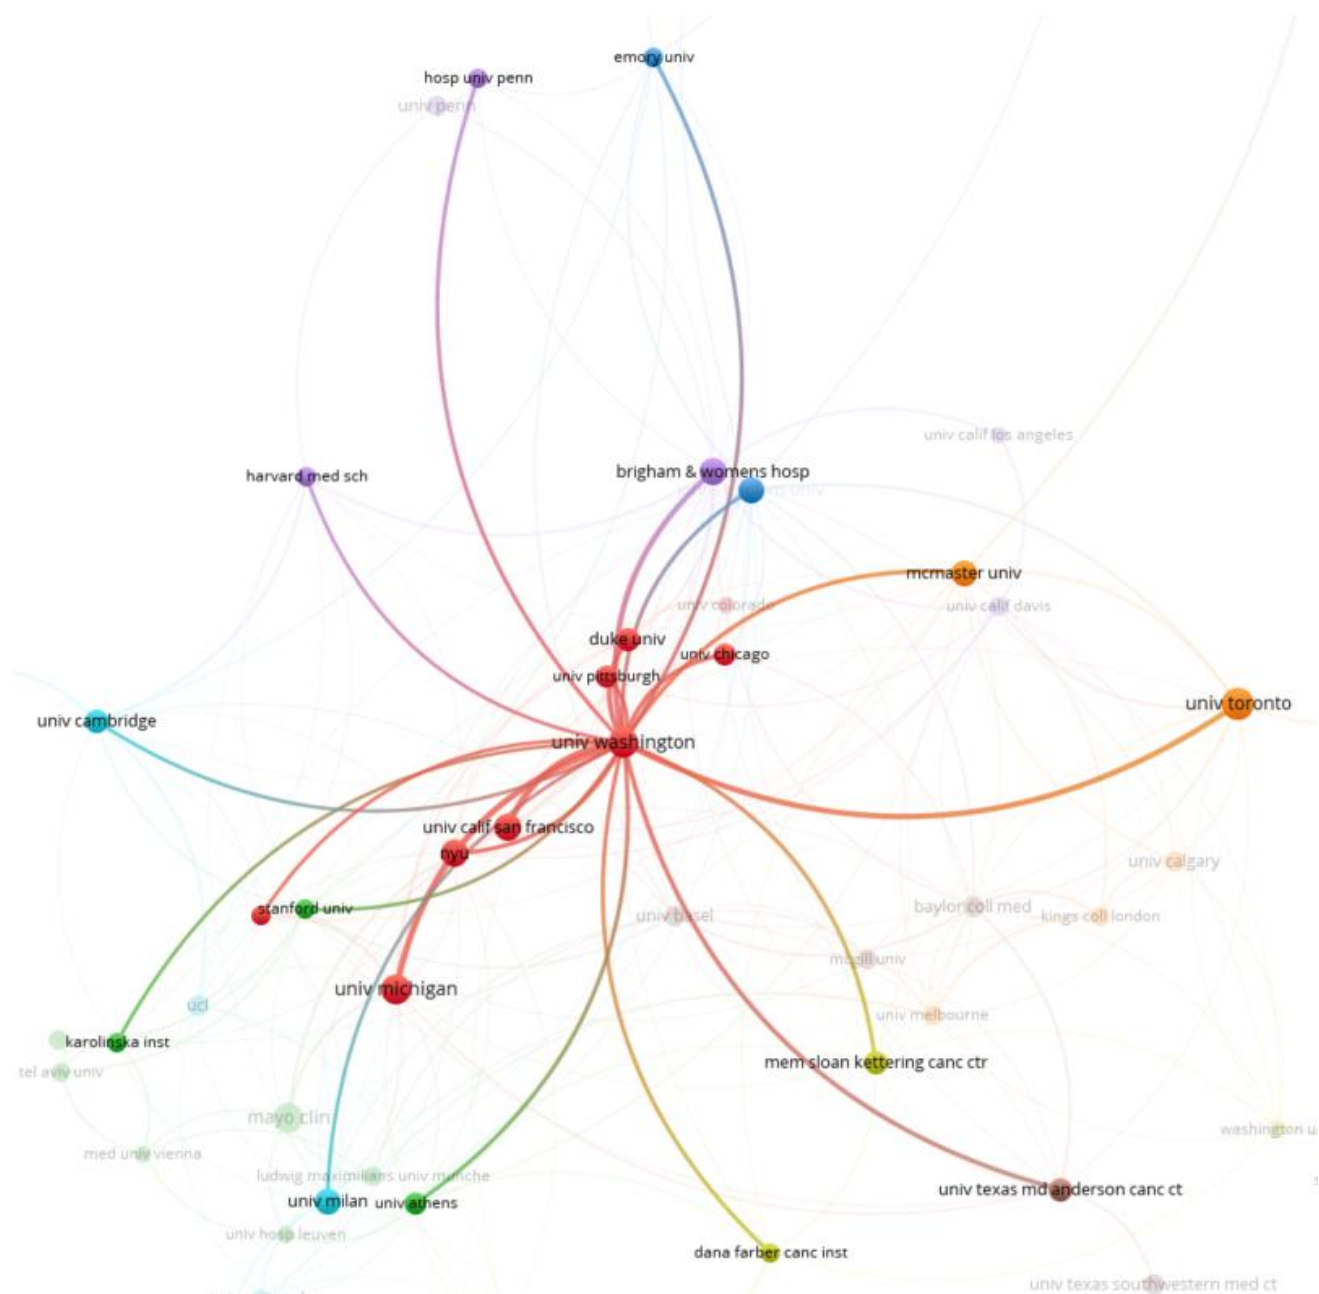 emory univ
hosp univ penn
univ penn
univ calif los angeles
brigham & womens hosp
harvard med sch
univ
mcmaster univ
univ colorado
univ calif davis
duke univ
univ chicago
univ pittsburgh
univ toronto
univ cambridge
univ washington
univ calif san francisco
nyu
univ calgary
stanford univ
univ basel
baylor coll med
kings coll london
mcgill univ
univ michigan
ucl
univ melbourne
karolinska inst
mem sloan kettering canc ctr
tel aviv univ
mayo clin
washington u
med univ vienna
ludwig maximilians univ munche
univ texas md anderson canc ct
univ milan
univ athens
univ hosp leuven
dana farber canc inst
univ texas southwestern med ct